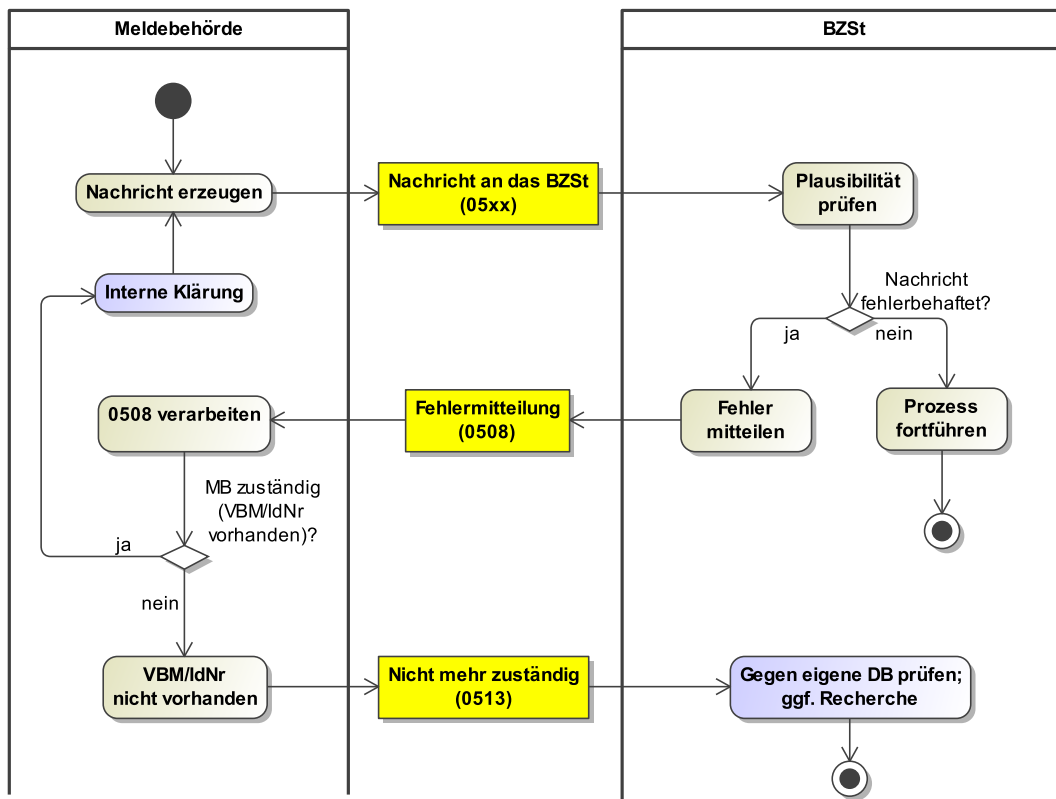 Meldebehörde
BZSt
Nachricht erzeugen
Nachricht an das BZSt
(05xx)
Plausibilität
prüfen
Interne Klärung
Nachricht
fehlerbehaftet?
ja
nein
0508 verarbeiten
Fehlermitteilung
(0508)
Fehler
mitteilen
Prozess
fortführen
MB zuständig
(VBM/IdNr
vorhanden)?
ja
nein
VBM/IdNr
nicht vorhanden
Nicht mehr zuständig
(0513)
Gegen eigene DB prüfen;
ggf. Recherche